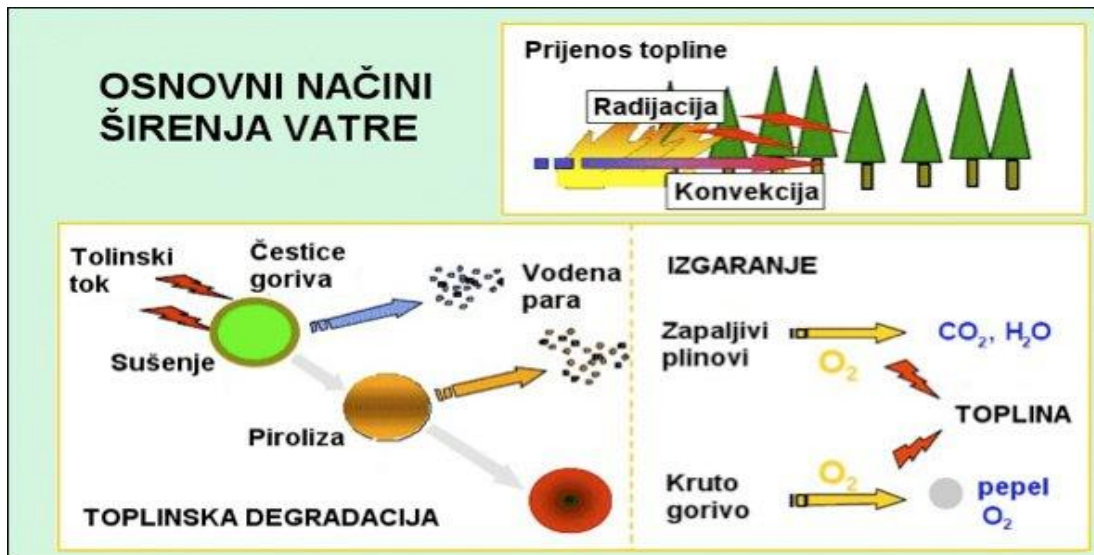 OSNOVNI NAČINI
ŠIRENJA VATRE
Prijenos topline
Radijacija
Konvekcija
Tolinski
tok
Čestice
goriva
Vodena
para
Sušenje
Piroliza
TOPLINSKA DEGRADACIJA
IZGARANJE
Zapaljivi
plinovi
O₂
CO₂, H₂O
TOPLINA
Kruto
gorivo
O₂
pepel
O₂